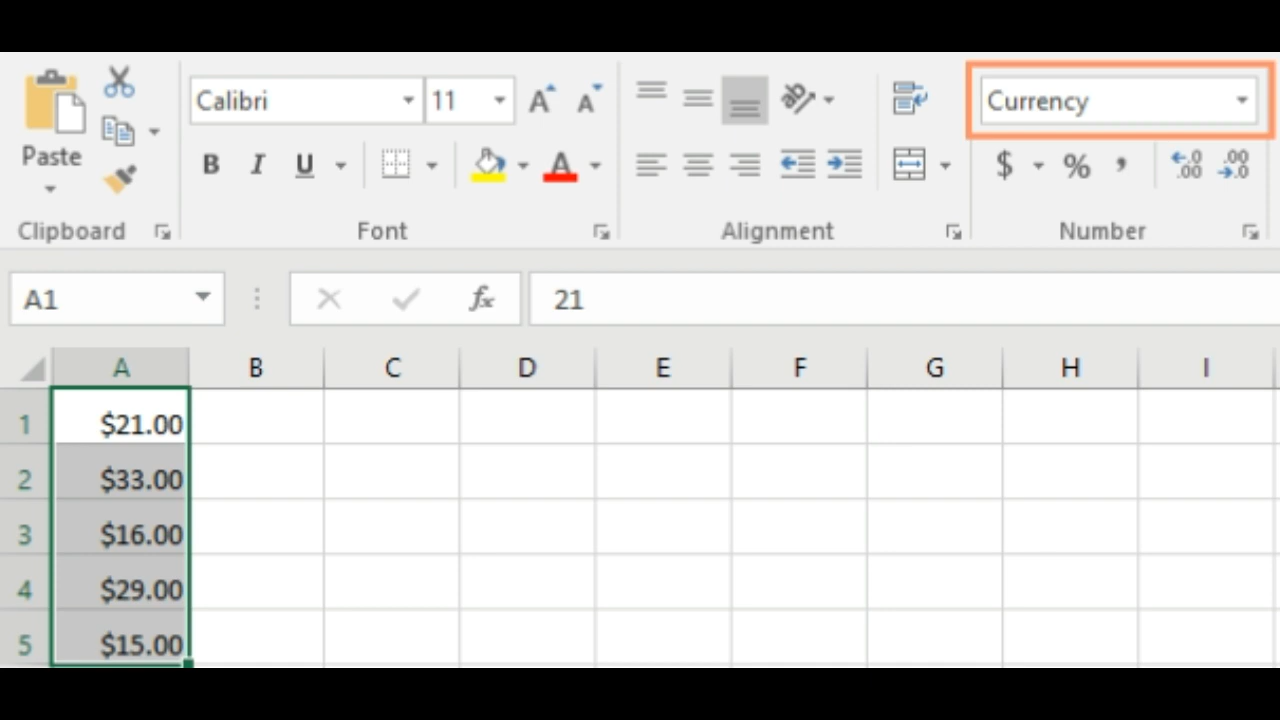 Calibri 11 Currency
Paste B I U A $ % , .0 .00 .00 .0
Clipboard Font Alignment Number
A1 fx 21
A B C D E F G H I
1 $21.00
2 $33.00
3 $16.00
4 $29.00
5 $15.00